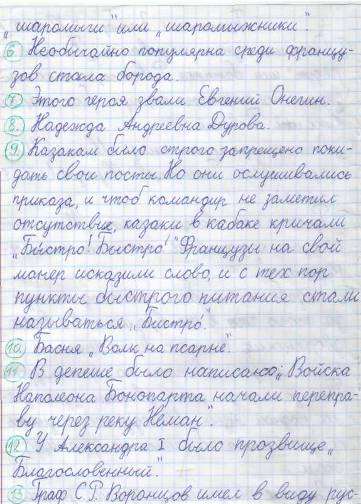 „шаромыги" или „шаромыжники".
6. Необычайно популярна среди францу-
зов стала борода.
7. Этого героя звали Евгений Онегин.
8. Надежда Андреевна Дурова.
9. Казакам было строго запрещено поки-
дать свои посты. Но они ослушивались
приказа, и чтоб командир не заметил
отсутствие, казаки в кабаке кричали
„Быстро! Быстро!" Французы на свой
манер исказили слово, и с тех пор
пункты быстрого питания стали
называться „Бистро".
10. Басня „Волк на псарне".
11. В депеше было написано: „Войска
Наполеона Бонопарта начали перепра-
ву через реку Неман".
12. У Александра I было прозвище „
Благословенный".
13. Граф С.Р. Воронцов имел в виду рус-